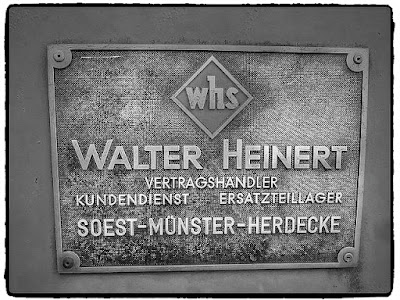 whs
WALTER HEINERT
VERTRAGSHÄNDLER
KUNDENDIENST ERSATZTEILLAGER
SOEST-MÜNSTER-HERDECKE